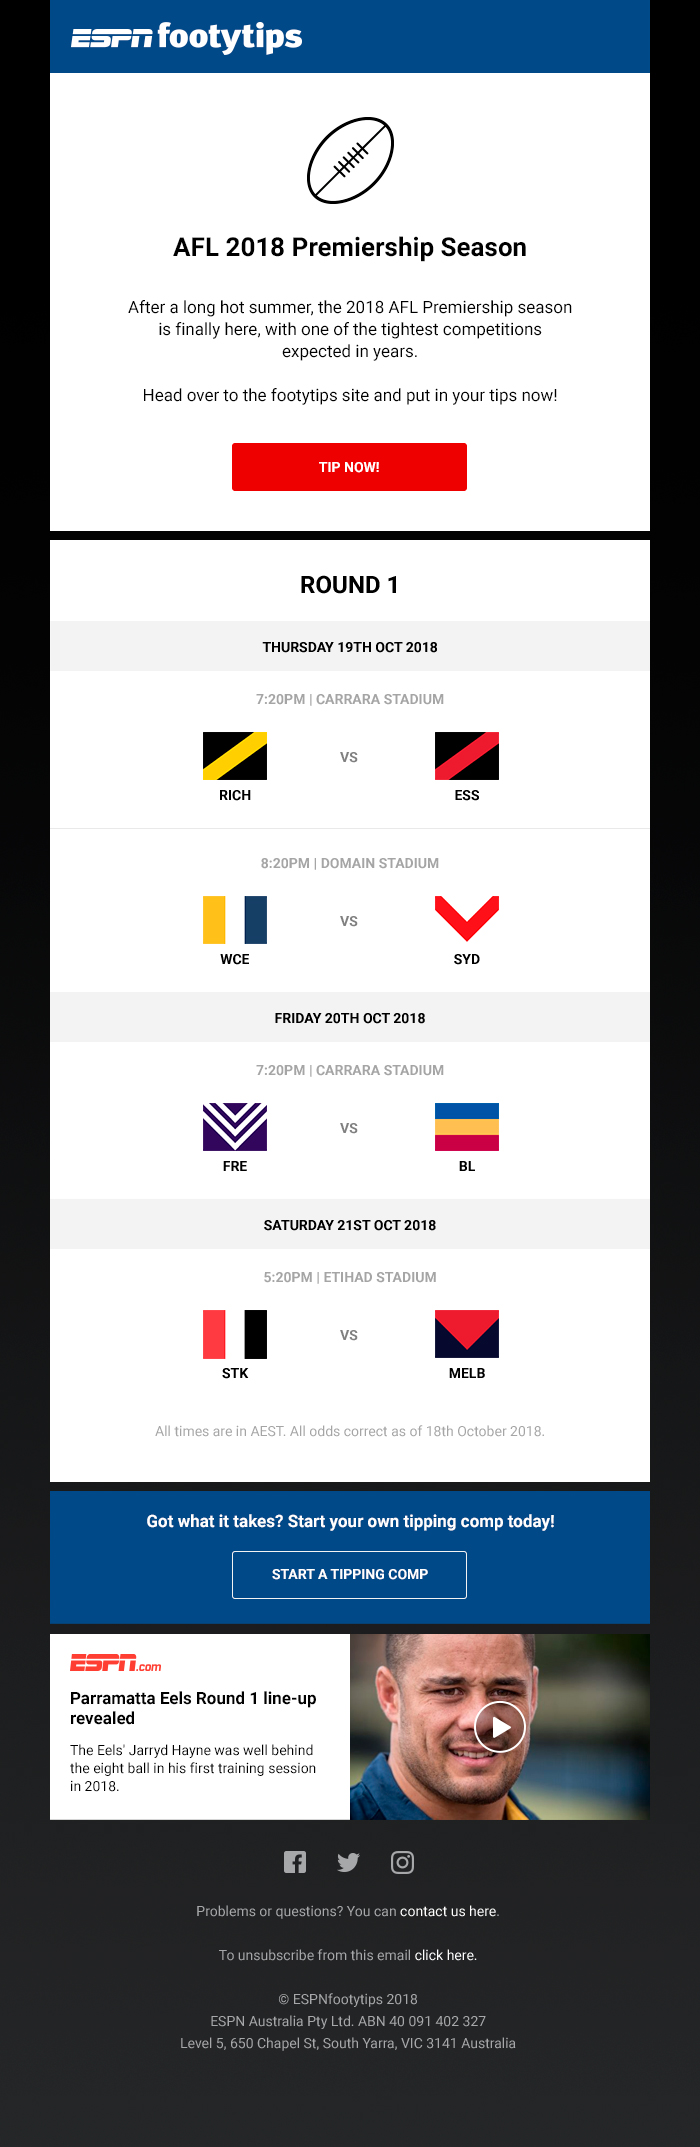 ESPN footytips
AFL 2018 Premiership Season
After a long hot summer, the 2018 AFL Premiership season
is finally here, with one of the tightest competitions
expected in years.
Head over to the footytips site and put in your tips now!
TIP NOW!
ROUND 1
THURSDAY 19TH OCT 2018
7:20PM | CARRARA STADIUM
VS
RICH ESS
8:20PM | DOMAIN STADIUM
VS
WCE SYD
FRIDAY 20TH OCT 2018
7:20PM | CARRARA STADIUM
VS
FRE BL
SATURDAY 21ST OCT 2018
5:20PM | ETIHAD STADIUM
VS
STK MELB
All times are in AEST. All odds correct as of 18th October 2018.
Got what it takes? Start your own tipping comp today!
START A TIPPING COMP
ESPN.com
Parramatta Eels Round 1 line-up
revealed
The Eels' Jarryd Hayne was well behind
the eight ball in his first training session
in 2018.
Problems or questions? You can contact us here.
To unsubscribe from this email click here.
© ESPNfootytips 2018
ESPN Australia Pty Ltd. ABN 40 091 402 327
Level 5, 650 Chapel St, South Yarra, VIC 3141 Australia